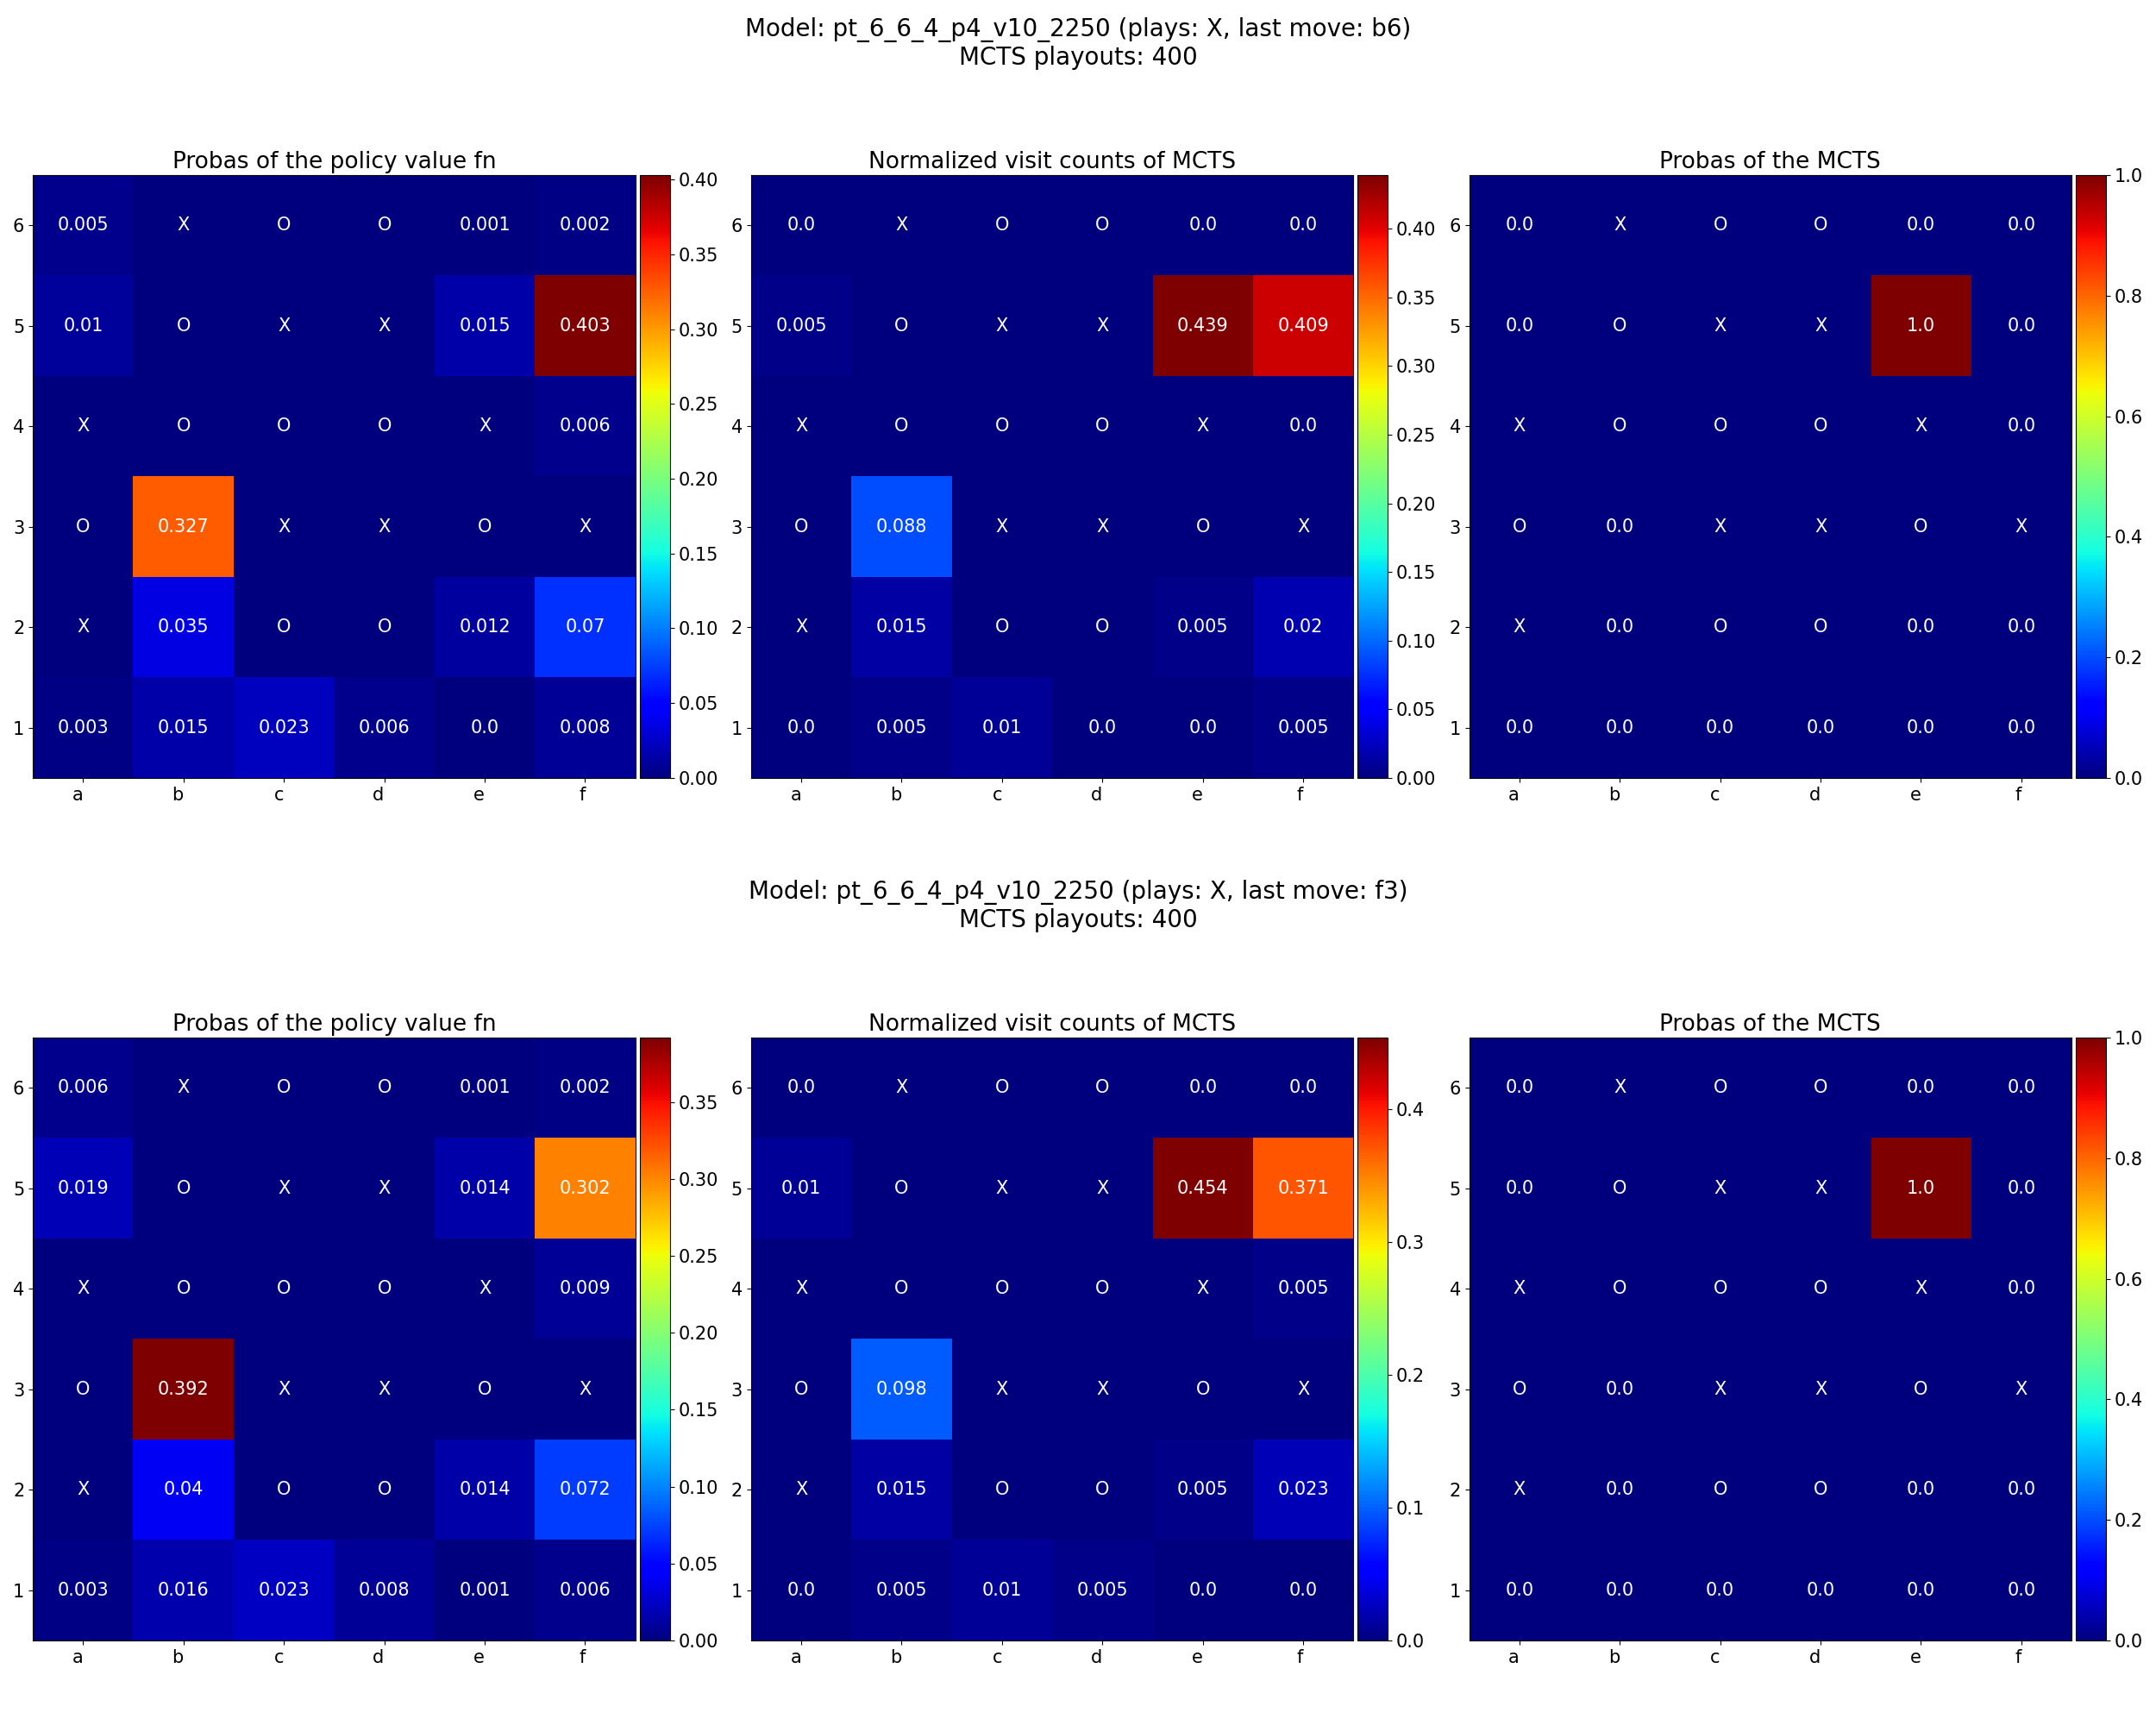 Model: pt_6_6_4_p4_v10_2250 (plays: X, last move: b6)
MCTS playouts: 400
Probas of the policy value fn
6 0.005 X O O 0.001 0.002
5 0.01 O X X 0.015 0.403
4 X O O O X 0.006
3 O 0.327 X X O X
2 X 0.035 O O 0.012 0.07
1 0.003 0.015 0.023 0.006 0.0 0.008
a b c d e f
0.40
0.35
0.30
0.25
0.20
0.15
0.10
0.05
0.00
Normalized visit counts of MCTS
6 0.0 X O O 0.0 0.0
5 0.005 O X X 0.439 0.409
4 X O O O X 0.0
3 O 0.088 X X O X
2 X 0.015 O O 0.005 0.02
1 0.0 0.005 0.01 0.0 0.0 0.005
a b c d e f
0.40
0.35
0.30
0.25
0.20
0.15
0.10
0.05
0.00
Probas of the MCTS
6 0.0 X O O 0.0 0.0
5 0.0 O X X 1.0 0.0
4 X O O O X 0.0
3 O 0.0 X X O X
2 X 0.0 O O 0.0 0.0
1 0.0 0.0 0.0 0.0 0.0 0.0
a b c d e f
1.0
0.8
0.6
0.4
0.2
0.0
Model: pt_6_6_4_p4_v10_2250 (plays: X, last move: f3)
MCTS playouts: 400
Probas of the policy value fn
6 0.006 X O O 0.001 0.002
5 0.019 O X X 0.014 0.302
4 X O O O X 0.009
3 O 0.392 X X O X
2 X 0.04 O O 0.014 0.072
1 0.003 0.016 0.023 0.008 0.001 0.006
a b c d e f
0.35
0.30
0.25
0.20
0.15
0.10
0.05
0.00
Normalized visit counts of MCTS
6 0.0 X O O 0.0 0.0
5 0.01 O X X 0.454 0.371
4 X O O O X 0.005
3 O 0.098 X X O X
2 X 0.015 O O 0.005 0.023
1 0.0 0.005 0.01 0.005 0.0 0.0
a b c d e f
0.4
0.3
0.2
0.1
0.0
Probas of the MCTS
6 0.0 X O O 0.0 0.0
5 0.0 O X X 1.0 0.0
4 X O O O X 0.0
3 O 0.0 X X O X
2 X 0.0 O O 0.0 0.0
1 0.0 0.0 0.0 0.0 0.0 0.0
a b c d e f
1.0
0.8
0.6
0.4
0.2
0.0